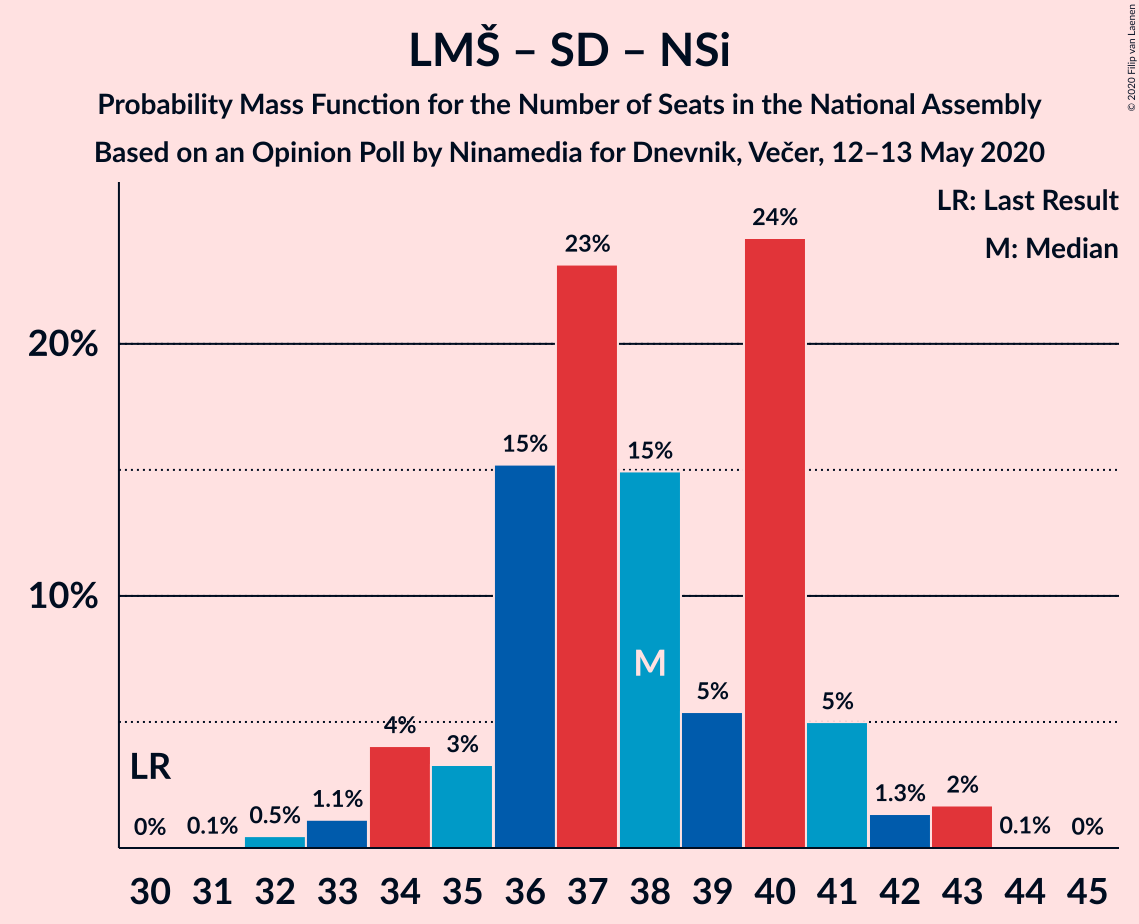 LMŠ – SD – NSi
Probability Mass Function for the Number of Seats in the National Assembly
Based on an Opinion Poll by Ninamedia for Dnevnik, Večer, 12–13 May 2020
© 2020 Filip van Laenen
LR: Last Result
M: Median
20%
10%
LR
M
0%
0.1%
0.5%
1.1%
4%
3%
15%
23%
15%
5%
24%
5%
1.3%
2%
0.1%
0%
30 31 32 33 34 35 36 37 38 39 40 41 42 43 44 45